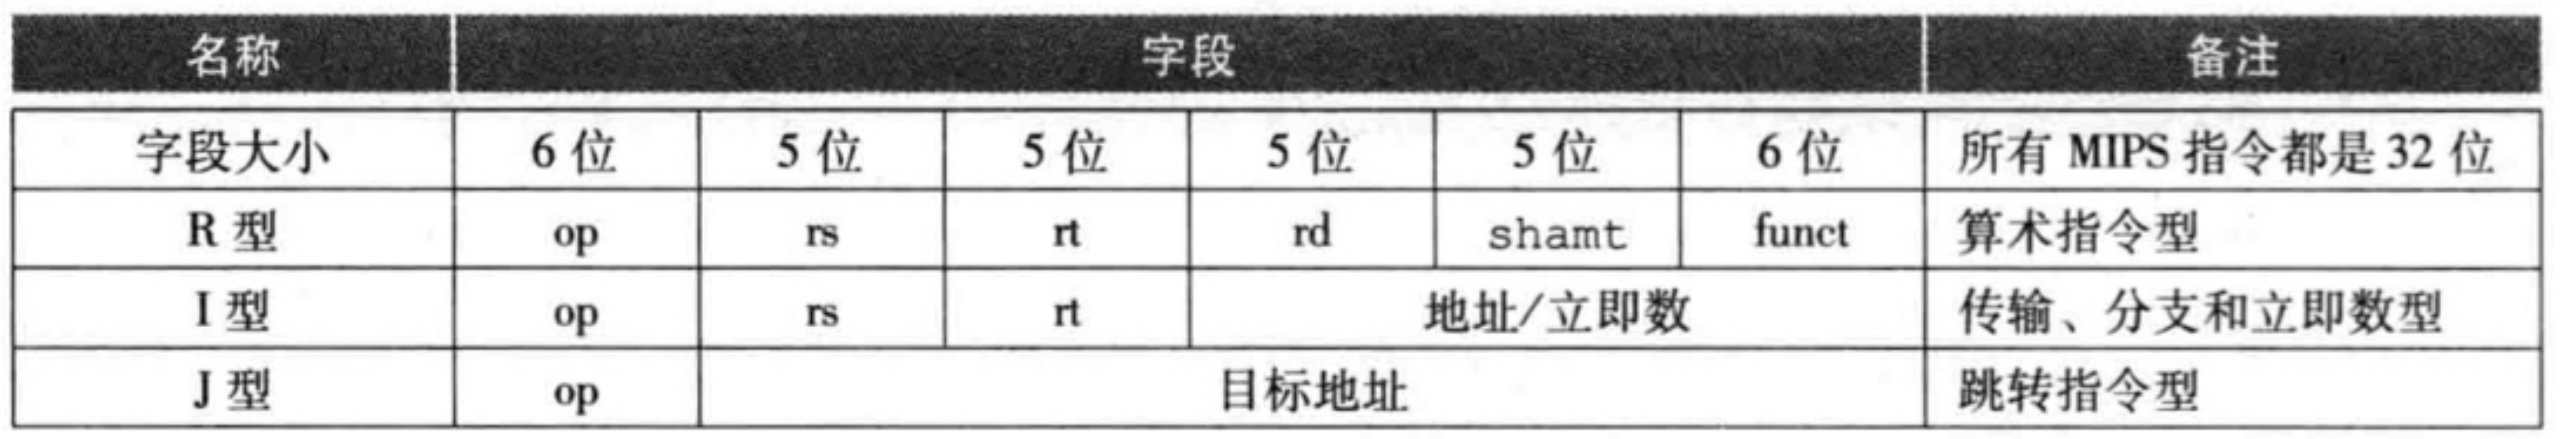 名称 字段 备注
字段大小 6 位 5 位 5 位 5 位 5 位 6 位 所有 MIPS 指令都是 32 位
R 型 op rs rt rd shamt funct 算术指令型
I 型 op rs rt 地址/立即数 传输、分支和立即数型
J 型 op 目标地址 跳转指令型